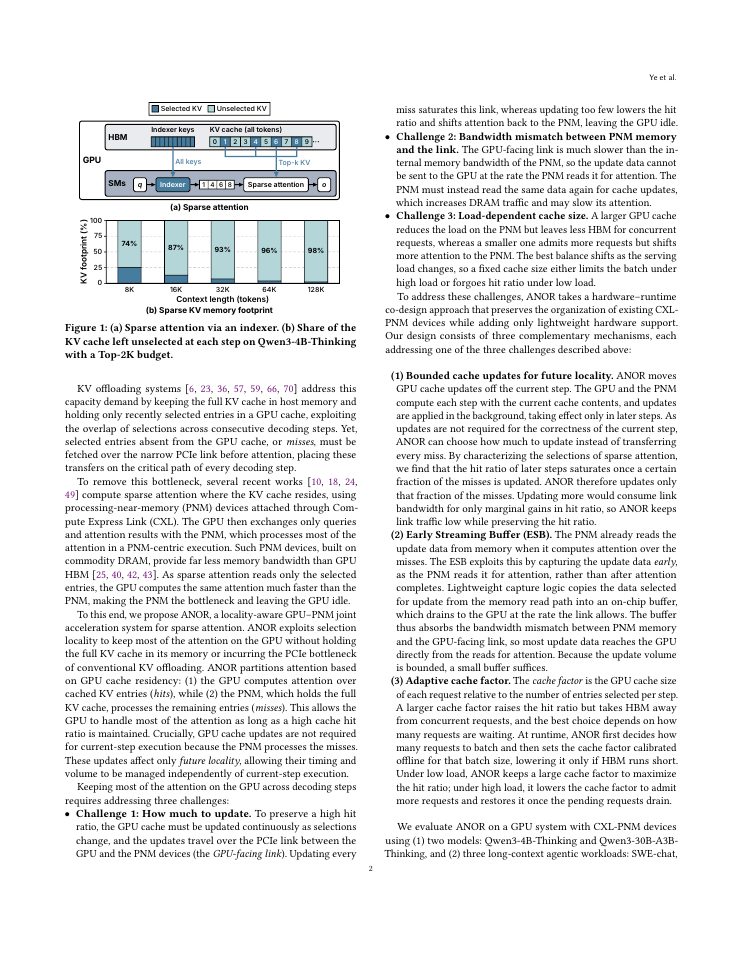 Ye et al.
Selected KV Unselected KV
Indexer keys KV cache (all tokens)
HBM
0 1 2 3 4 5 6 7 8 9 ...
GPU
All keys Top-k KV
SMs q Indexer 1 4 6 8 Sparse attention o
(a) Sparse attention
KV footprint (%)
100
75
50
25
0
74% 87% 93% 96% 98%
8K 16K 32K 64K 128K
Context length (tokens)
(b) Sparse KV memory footprint
Figure 1: (a) Sparse attention via an indexer. (b) Share of the
KV cache left unselected at each step on Qwen3-4B-Thinking
with a Top-2K budget.
KV offloading systems [6, 23, 36, 57, 59, 66, 70] address this
capacity demand by keeping the full KV cache in host memory and
holding only recently selected entries in a GPU cache, exploiting
the overlap of selections across consecutive decoding steps. Yet,
selected entries absent from the GPU cache, or misses, must be
fetched over the narrow PCIe link before attention, placing these
transfers on the critical path of every decoding step.
To remove this bottleneck, several recent works [10, 18, 24,
49] compute sparse attention where the KV cache resides, using
processing-near-memory (PNM) devices attached through Com-
pute Express Link (CXL). The GPU then exchanges only queries
and attention results with the PNM, which processes most of the
attention in a PNM-centric execution. Such PNM devices, built on
commodity DRAM, provide far less memory bandwidth than GPU
HBM [25, 40, 42, 43]. As sparse attention reads only the selected
entries, the GPU computes the same attention much faster than the
PNM, making the PNM the bottleneck and leaving the GPU idle.
To this end, we propose ANOR, a locality-aware GPU–PNM joint
acceleration system for sparse attention. ANOR exploits selection
locality to keep most of the attention on the GPU without holding
the full KV cache in its memory or incurring the PCIe bottleneck
of conventional KV offloading. ANOR partitions attention based
on GPU cache residency: (1) the GPU computes attention over
cached KV entries (hits), while (2) the PNM, which holds the full
KV cache, processes the remaining entries (misses). This allows the
GPU to handle most of the attention as long as a high cache hit
ratio is maintained. Crucially, GPU cache updates are not required
for current-step execution because the PNM processes the misses.
These updates affect only future locality, allowing their timing and
volume to be managed independently of current-step execution.
Keeping most of the attention on the GPU across decoding steps
requires addressing three challenges:
• Challenge 1: How much to update. To preserve a high hit
ratio, the GPU cache must be updated continuously as selections
change, and the updates travel over the PCIe link between the
GPU and the PNM devices (the GPU-facing link). Updating every
miss saturates this link, whereas updating too few lowers the hit
ratio and shifts attention back to the PNM, leaving the GPU idle.
• Challenge 2: Bandwidth mismatch between PNM memory
and the link. The GPU-facing link is much slower than the in-
ternal memory bandwidth of the PNM, so the update data cannot
be sent to the GPU at the rate the PNM reads it for attention. The
PNM must instead read the same data again for cache updates,
which increases DRAM traffic and may slow its attention.
• Challenge 3: Load-dependent cache size. A larger GPU cache
reduces the load on the PNM but leaves less HBM for concurrent
requests, whereas a smaller one admits more requests but shifts
more attention to the PNM. The best balance shifts as the serving
load changes, so a fixed cache size either limits the batch under
high load or forgoes hit ratio under low load.
To address these challenges, ANOR takes a hardware–runtime
co-design approach that preserves the organization of existing CXL-
PNM devices while adding only lightweight hardware support.
Our design consists of three complementary mechanisms, each
addressing one of the three challenges described above:
(1) Bounded cache updates for future locality. ANOR moves
GPU cache updates off the current step. The GPU and the PNM
compute each step with the current cache contents, and updates
are applied in the background, taking effect only in later steps. As
updates are not required for the correctness of the current step,
ANOR can choose how much to update instead of transferring
every miss. By characterizing the selections of sparse attention,
we find that the hit ratio of later steps saturates once a certain
fraction of the misses is updated. ANOR therefore updates only
that fraction of the misses. Updating more would consume link
bandwidth for only marginal gains in hit ratio, so ANOR keeps
link traffic low while preserving the hit ratio.
(2) Early Streaming Buffer (ESB). The PNM already reads the
update data from memory when it computes attention over the
misses. The ESB exploits this by capturing the update data early,
as the PNM reads it for attention, rather than after attention
completes. Lightweight capture logic copies the data selected
for update from the memory read path into an on-chip buffer,
which drains to the GPU at the rate the link allows. The buffer
thus absorbs the bandwidth mismatch between PNM memory
and the GPU-facing link, so most update data reaches the GPU
directly from the reads for attention. Because the update volume
is bounded, a small buffer suffices.
(3) Adaptive cache factor. The cache factor is the GPU cache size
of each request relative to the number of entries selected per step.
A larger cache factor raises the hit ratio but takes HBM away
from concurrent requests, and the best choice depends on how
many requests are waiting. At runtime, ANOR first decides how
many requests to batch and then sets the cache factor calibrated
offline for that batch size, lowering it only if HBM runs short.
Under low load, ANOR keeps a large cache factor to maximize
the hit ratio; under high load, it lowers the cache factor to admit
more requests and restores it once the pending requests drain.
We evaluate ANOR on a GPU system with CXL-PNM devices
using (1) two models: Qwen3-4B-Thinking and Qwen3-30B-A3B-
Thinking, and (2) three long-context agentic workloads: SWE-chat,
2